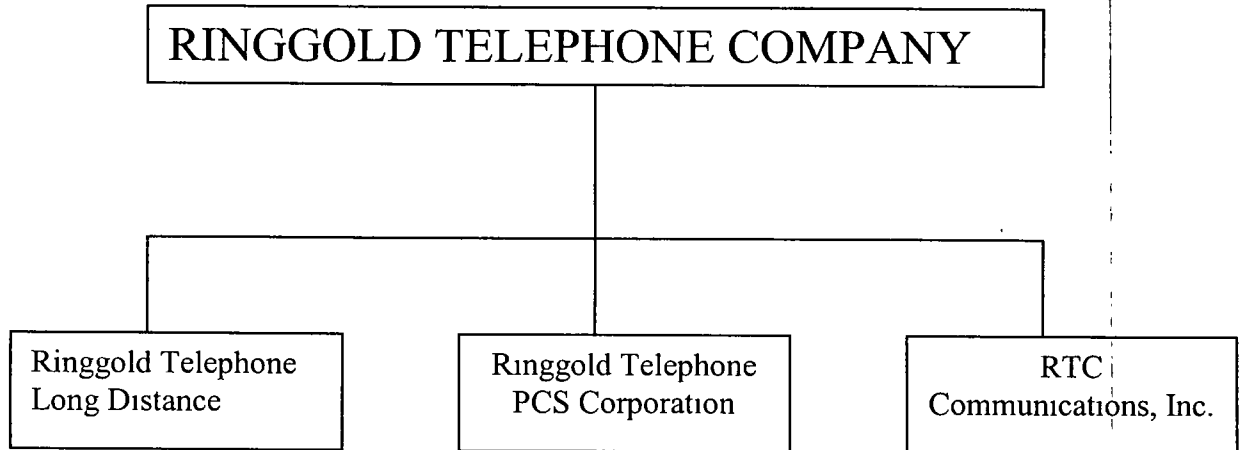 RINGGOLD TELEPHONE COMPANY
Ringgold Telephone
Long Distance
Ringgold Telephone
PCS Corporation
RTC
Communications, Inc.